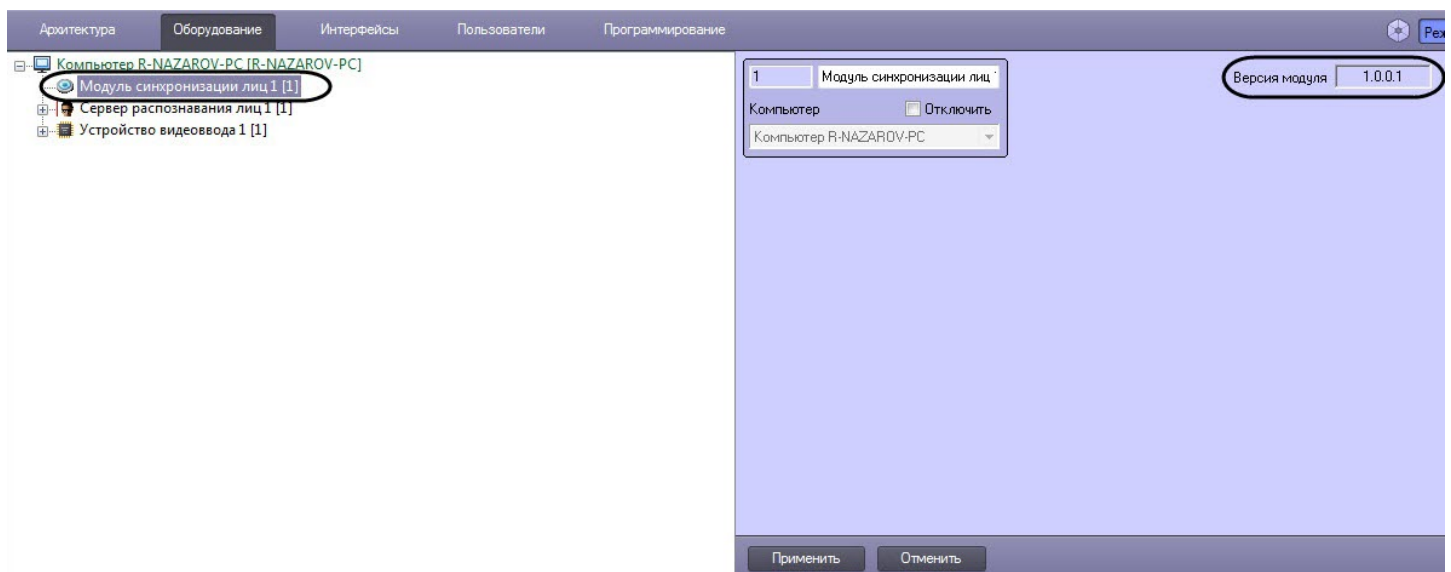 Архитектура Оборудование Интерфейсы Пользователи Программирование
Компьютер R-NAZAROV-PC [R-NAZAROV-PC]
Модуль синхронизации лиц 1 [1]
Сервер распознавания лиц 1 [1]
Устройство видеоввода 1 [1]
1 Модуль синхронизации лиц
Компьютер Отключить
Компьютер R-NAZAROV-PC
Версия модуля 1.0.0.1
Применить Отменить